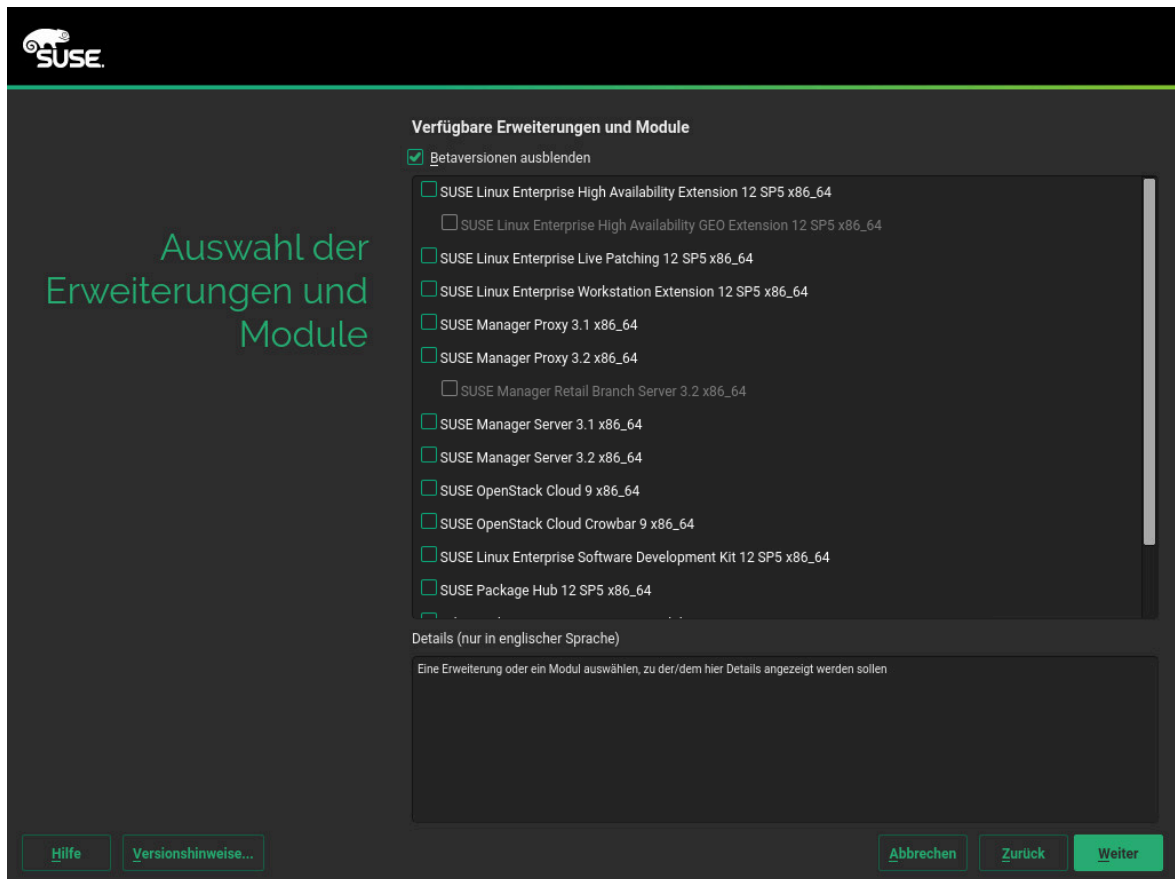 SUSE.
Auswahl der
Erweiterungen und
Module
Verfügbare Erweiterungen und Module
Betaversionen ausblenden
SUSE Linux Enterprise High Availability Extension 12 SP5 x86_64
SUSE Linux Enterprise High Availability GEO Extension 12 SP5 x86_64
SUSE Linux Enterprise Live Patching 12 SP5 x86_64
SUSE Linux Enterprise Workstation Extension 12 SP5 x86_64
SUSE Manager Proxy 3.1 x86_64
SUSE Manager Proxy 3.2 x86_64
SUSE Manager Retail Branch Server 3.2 x86_64
SUSE Manager Server 3.1 x86_64
SUSE Manager Server 3.2 x86_64
SUSE OpenStack Cloud 9 x86_64
SUSE OpenStack Cloud Crowbar 9 x86_64
SUSE Linux Enterprise Software Development Kit 12 SP5 x86_64
SUSE Package Hub 12 SP5 x86_64
Details (nur in englischer Sprache)
Eine Erweiterung oder ein Modul auswählen, zu der/dem hier Details angezeigt werden sollen
Hilfe
Versionshinweise...
Abbrechen
Zurück
Weiter